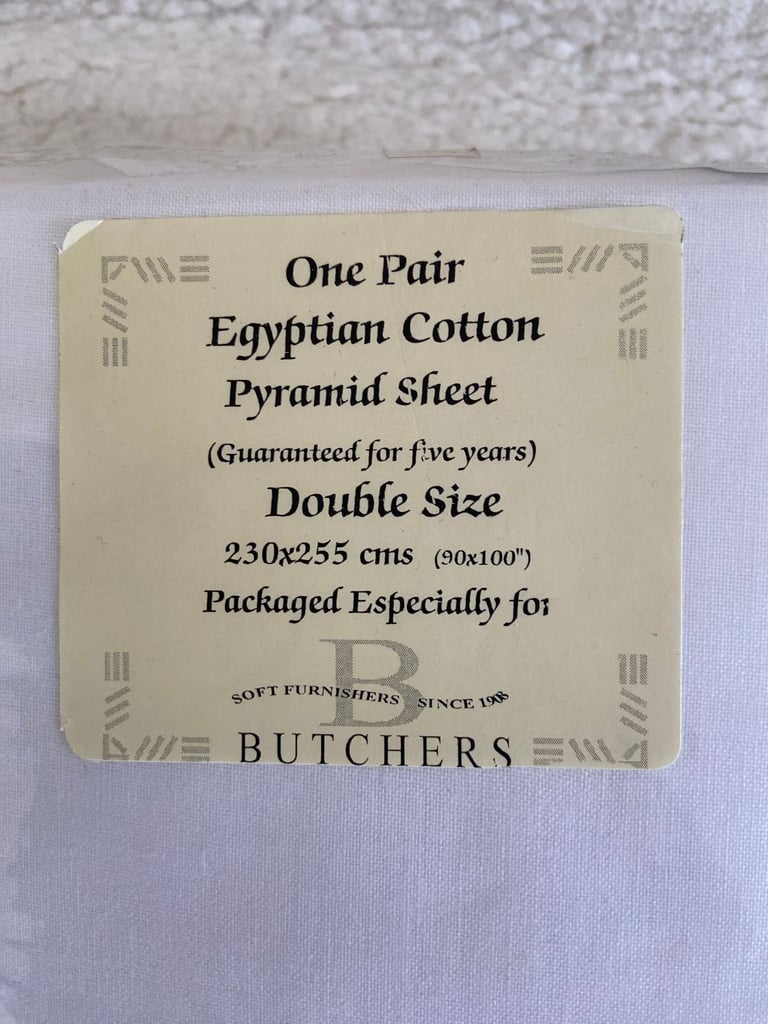 One Pair
Egyptian Cotton
Pyramid Sheet
(Guaranteed for five years)
Double Size
230x255 cms (90x100")
Packaged Especially for
B
SOFT FURNISHERS SINCE 1908
BUTCHERS